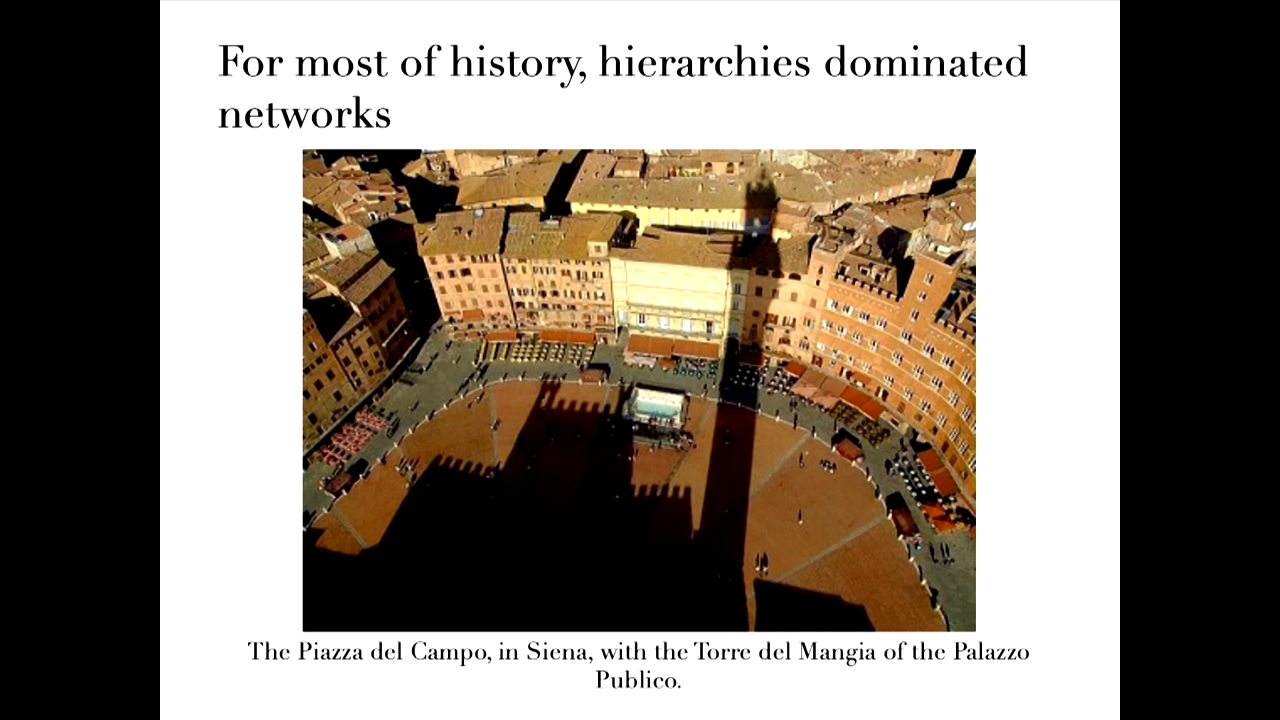 For most of history, hierarchies dominated
networks
The Piazza del Campo, in Siena, with the Torre del Mangia of the Palazzo
Publico.